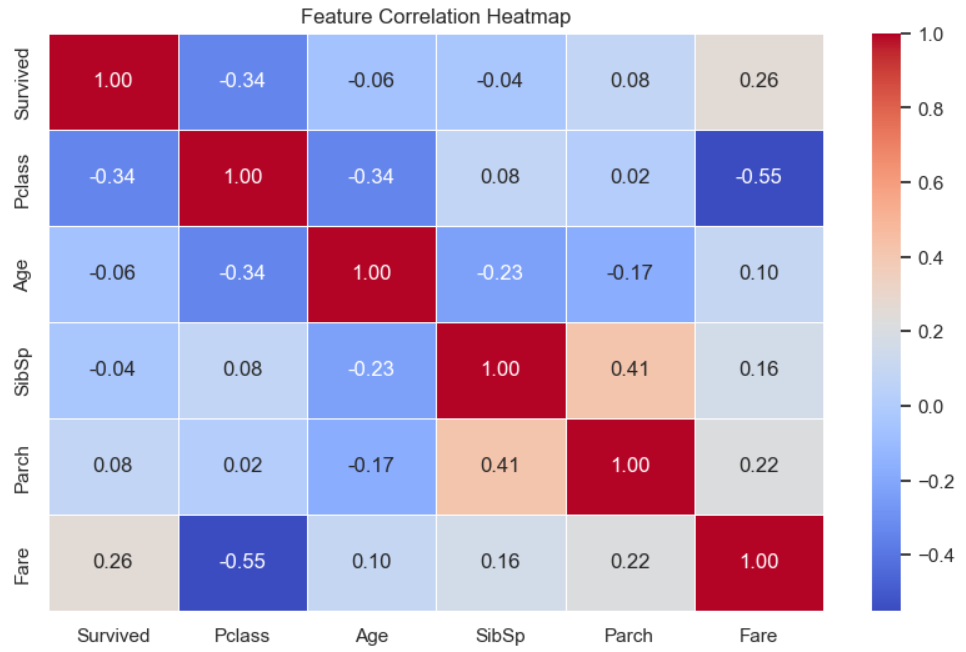 Feature Correlation Heatmap
Survived 1.00 -0.34 -0.06 -0.04 0.08 0.26
Pclass -0.34 1.00 -0.34 0.08 0.02 -0.55
Age -0.06 -0.34 1.00 -0.23 -0.17 0.10
SibSp -0.04 0.08 -0.23 1.00 0.41 0.16
Parch 0.08 0.02 -0.17 0.41 1.00 0.22
Fare 0.26 -0.55 0.10 0.16 0.22 1.00
Survived Pclass Age SibSp Parch Fare
1.0
0.8
0.6
0.4
0.2
0.0
−0.2
−0.4